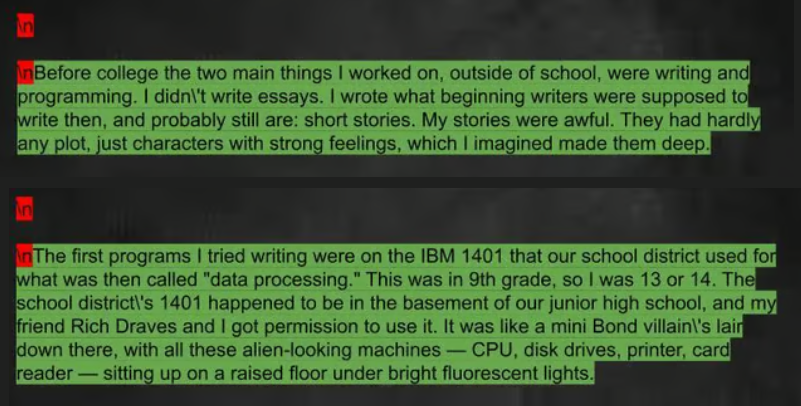 \n
\nBefore college the two main things I worked on, outside of school, were writing and
programming. I didn\'t write essays. I wrote what beginning writers were supposed to
write then, and probably still are: short stories. My stories were awful. They had hardly
any plot, just characters with strong feelings, which I imagined made them deep.
\n
\nThe first programs I tried writing were on the IBM 1401 that our school district used for
what was then called "data processing." This was in 9th grade, so I was 13 or 14. The
school district\'s 1401 happened to be in the basement of our junior high school, and my
friend Rich Draves and I got permission to use it. It was like a mini Bond villain\'s lair
down there, with all these alien-looking machines — CPU, disk drives, printer, card
reader — sitting up on a raised floor under bright fluorescent lights.